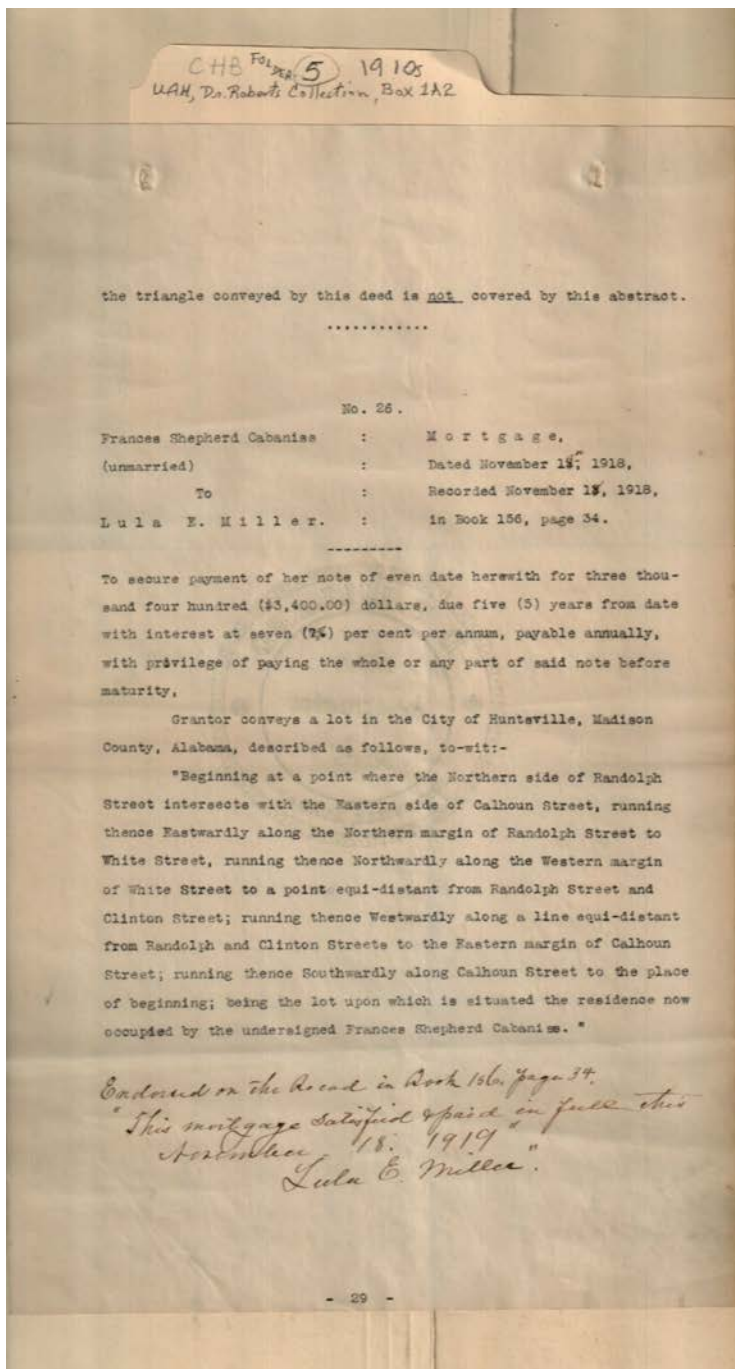 CHB FOLDER 5 1910s
UAH, Dr. Roberts Collection, Box 1A2
the triangle conveyed by this deed is not covered by this abstract.
............
No. 26.
Frances Shepherd Cabaniss : Mortgage,
(unmarried) : Dated November 18, 1918,
To : Recorded November 18, 1918,
Lula E. Miller. : in Book 156, page 34.
---------
To secure payment of her note of even date herewith for three thou-
sand four hundred ($3,400.00) dollars, due five (5) years from date
with interest at seven (7%) per cent per annum, payable annually,
with privilege of paying the whole or any part of said note before
maturity,
Grantor conveys a lot in the City of Huntsville, Madison
County, Alabama, described as follows, to-wit:-
"Beginning at a point where the Northern side of Randolph
Street intersects with the Eastern side of Calhoun Street, running
thence Eastwardly along the Northern margin of Randolph Street to
White Street, running thence Northwardly along the Western margin
of White Street to a point equi-distant from Randolph Street and
Clinton Street; running thence Westwardly along a line equi-distant
from Randolph and Clinton Streets to the Eastern margin of Calhoun
Street; running thence Southwardly along Calhoun Street to the place
of beginning; being the lot upon which is situated the residence now
occupied by the undersigned Frances Shepherd Cabaniss."
Endorsed on the Record in Book 156, page 34.
"This mortgage satisfied & paid in full this
November 18. 1919"
Lula E. Miller".
- 29 -